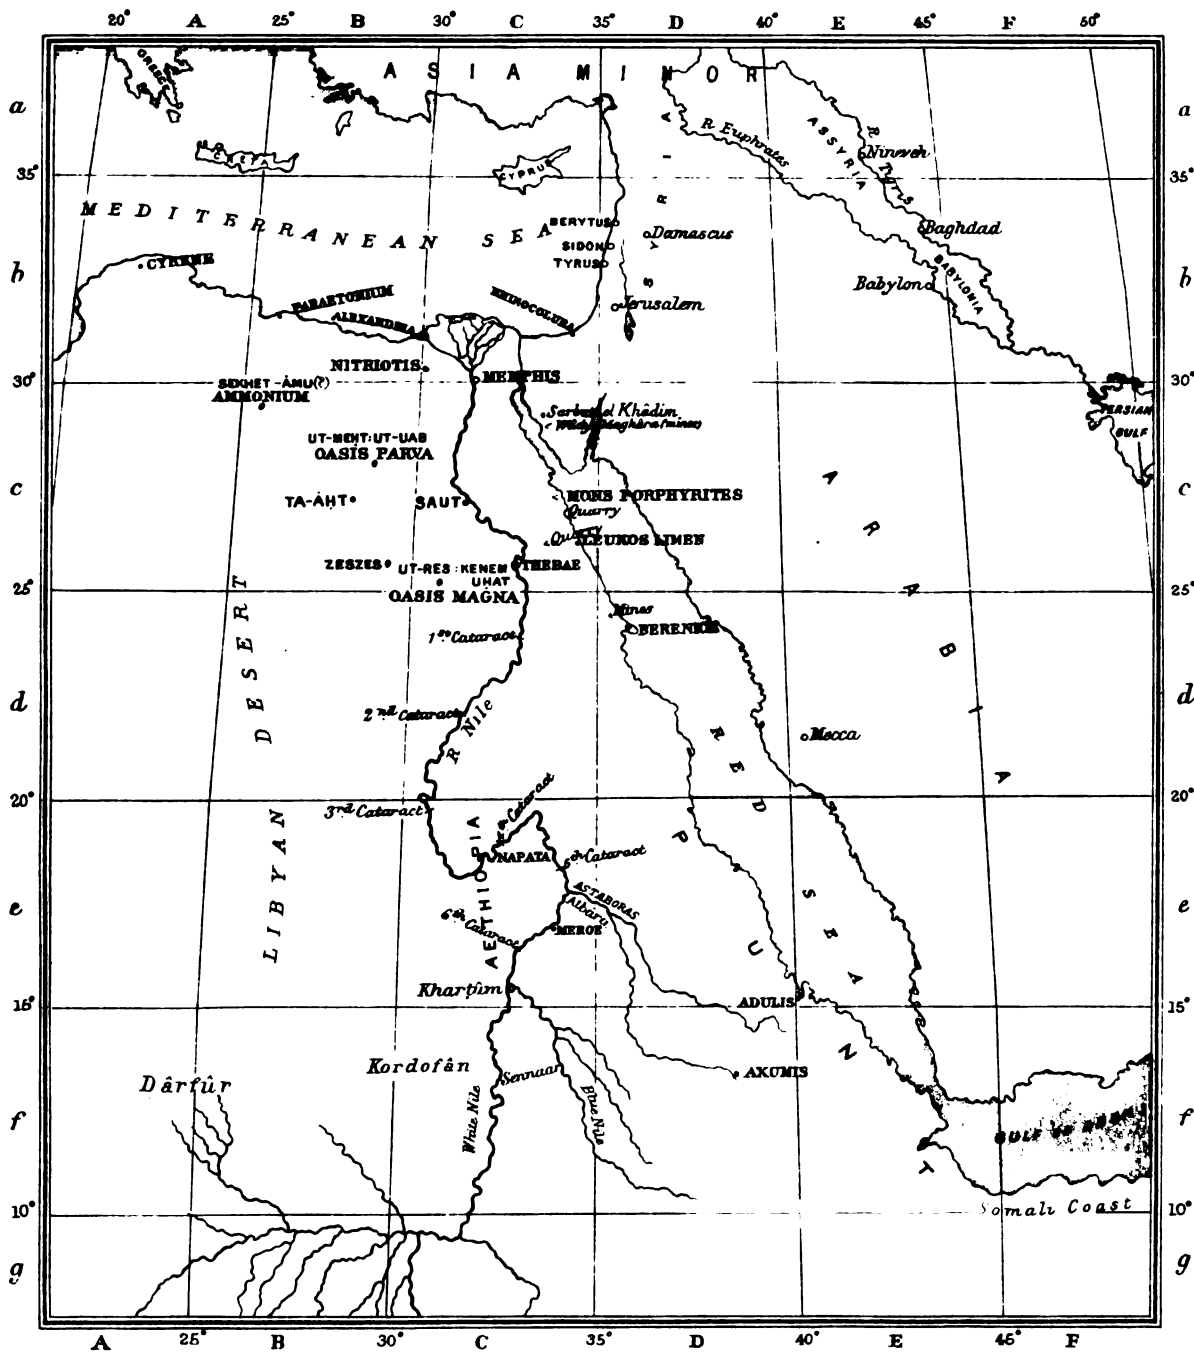 20° A 25° B 30° C 35° D 40° E 45° F 50°
GREECE
ASIA MINOR
a
a
R Euphrates
ASSYRIA
R Tigris
Nineveh
CRETA
CYPRUS
35°
35°
MEDITERRANEAN SEA
SYRIA
BERYTUS
Damascus
SIDON
TYRUS
Baghdad
BABYLONIA
Babylon
b
b
CYRENE
PARAETONIUM
ALEXANDRIA
RHINOCOLURA
Jerusalem
NITRIOTIS
MEMPHIS
30°
30°
SEKHET-ÀMU(?)
AMMONIUM
Sarbut el Khâdim
Wady Maghâra (mines)
PERSIAN
GULF
UT-MEHT:UT-UAB
OASIS PARVA
c
c
TA-ÀHT
SAUT
MONS PORPHYRITES
Quarry
Quarry
LEUKOS LIMEN
ARABIA
ZESZES
UT-RES:KENEM
UHAT
THEBAE
OASIS MAGNA
25°
25°
Mines
BERENICE
1st Cataract
LIBYAN DESERT
d
d
2nd Cataract
R Nile
RED SEA
Mecca
20°
20°
3rd Cataract
Cataract
NAPATA
5th Cataract
AETHIOPIA
PUNT
ASTABORAS
Atbâra
e
e
6th Cataract
MEROE
Kharṭûm
ADULIS
15°
15°
Kordofân
Sennaar
AXUMIS
Dârfûr
White Nile
Blue Nile
f
f
GULF OF ADEN
Somali Coast
10°
10°
g
g
A 25° B 30° C 35° D 40° E 45° F